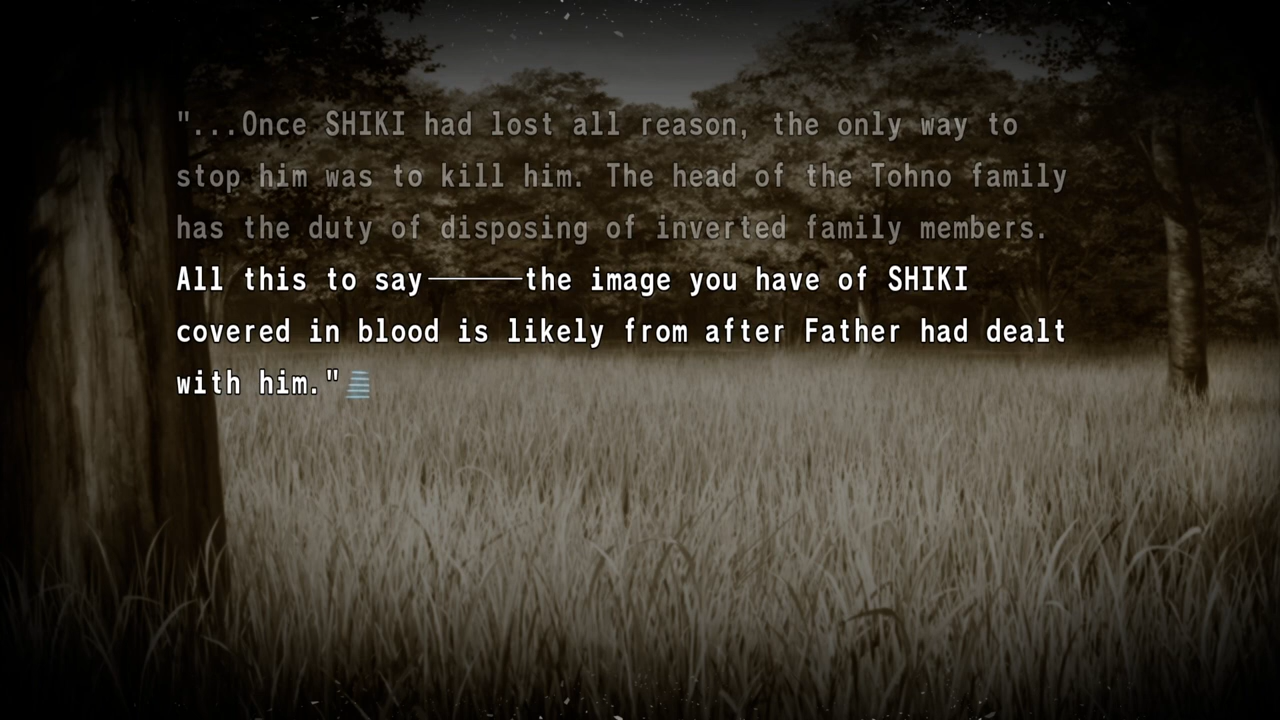 "...Once SHIKI had lost all reason, the only way to
stop him was to kill him. The head of the Tohno family
has the duty of disposing of inverted family members.
All this to say―――the image you have of SHIKI
covered in blood is likely from after Father had dealt
with him."